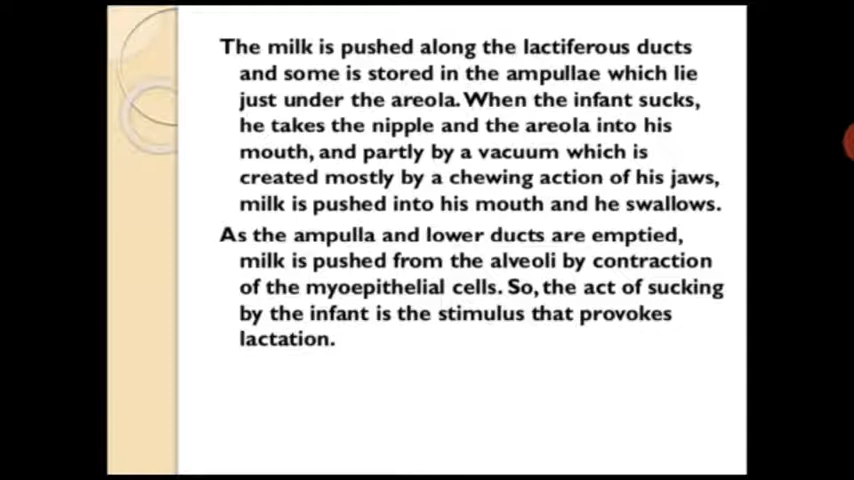 The milk is pushed along the lactiferous ducts
and some is stored in the ampullae which lie
just under the areola. When the infant sucks,
he takes the nipple and the areola into his
mouth, and partly by a vacuum which is
created mostly by a chewing action of his jaws,
milk is pushed into his mouth and he swallows.
As the ampulla and lower ducts are emptied,
milk is pushed from the alveoli by contraction
of the myoepithelial cells. So, the act of sucking
by the infant is the stimulus that provokes
lactation.